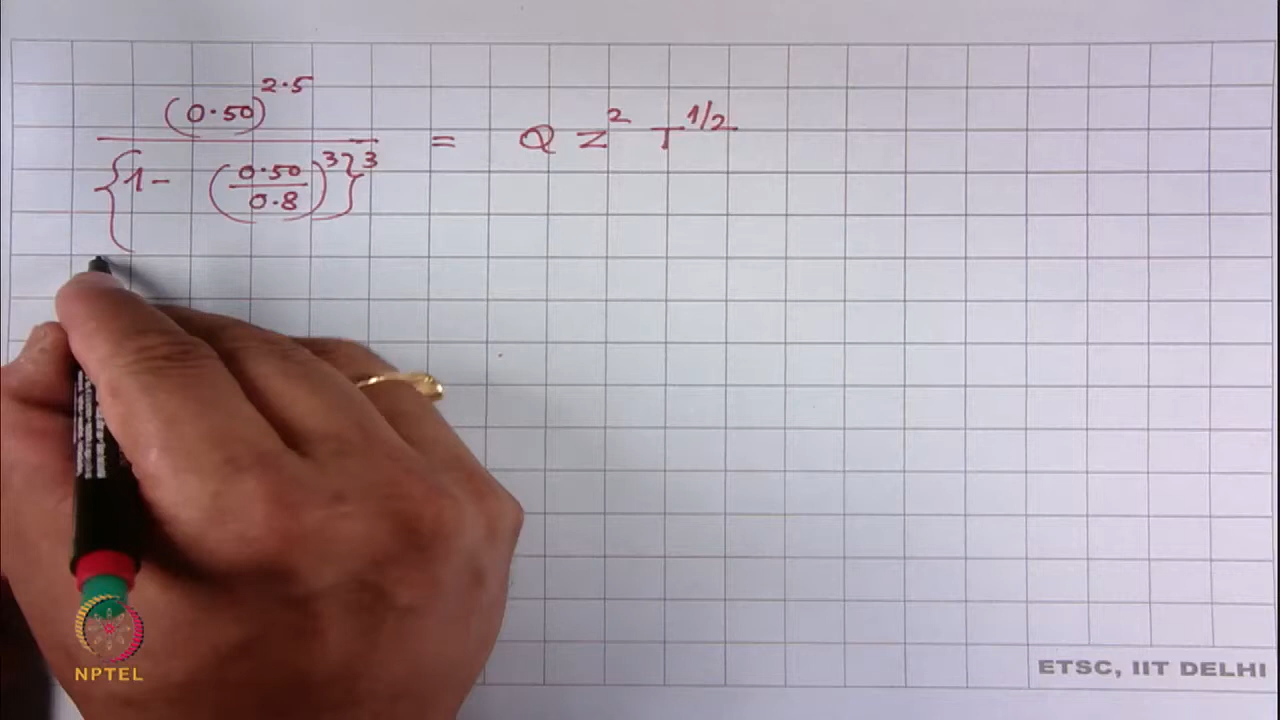 (0.50)^2.5 / {1 - (0.50/0.8)^3}^3 = Q Z^2 T^1/2
NPTEL
ETSC, IIT DELHI